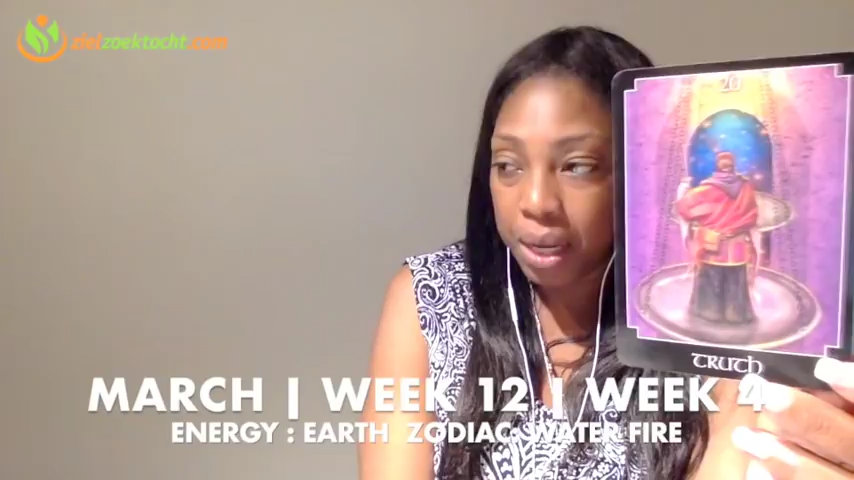 zielzoektocht.com
20
TRUTH
MARCH | WEEK 12 | WEEK 4
ENERGY : EARTH ZODIAC : WATER FIRE